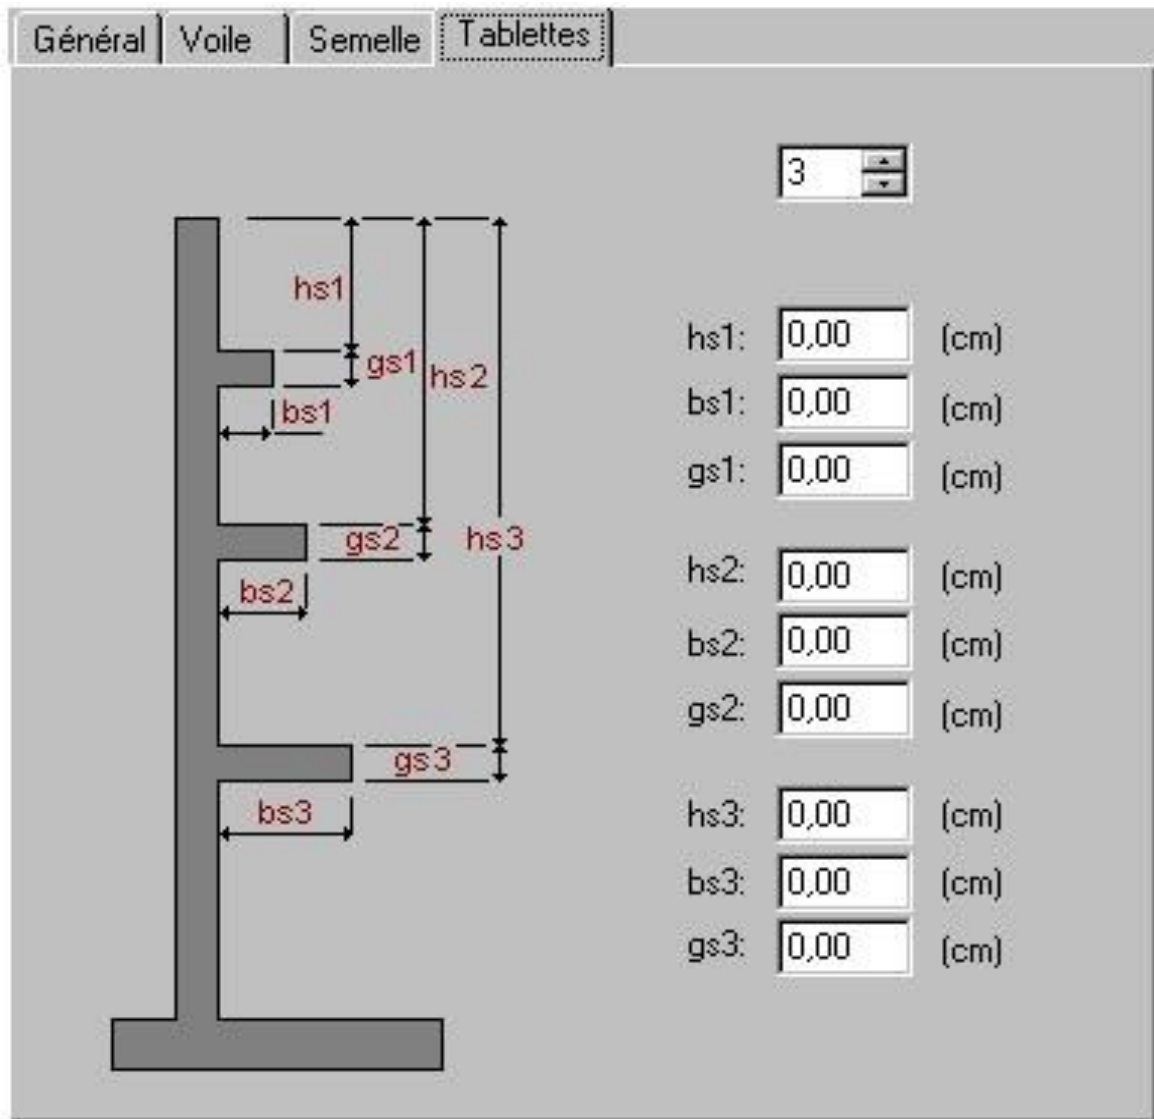 Général Voile Semelle Tablettes
3
hs1
gs1 hs2
bs1
gs2 hs3
bs2
gs3
bs3
hs1: 0,00 (cm)
bs1: 0,00 (cm)
gs1: 0,00 (cm)
hs2: 0,00 (cm)
bs2: 0,00 (cm)
gs2: 0,00 (cm)
hs3: 0,00 (cm)
bs3: 0,00 (cm)
gs3: 0,00 (cm)